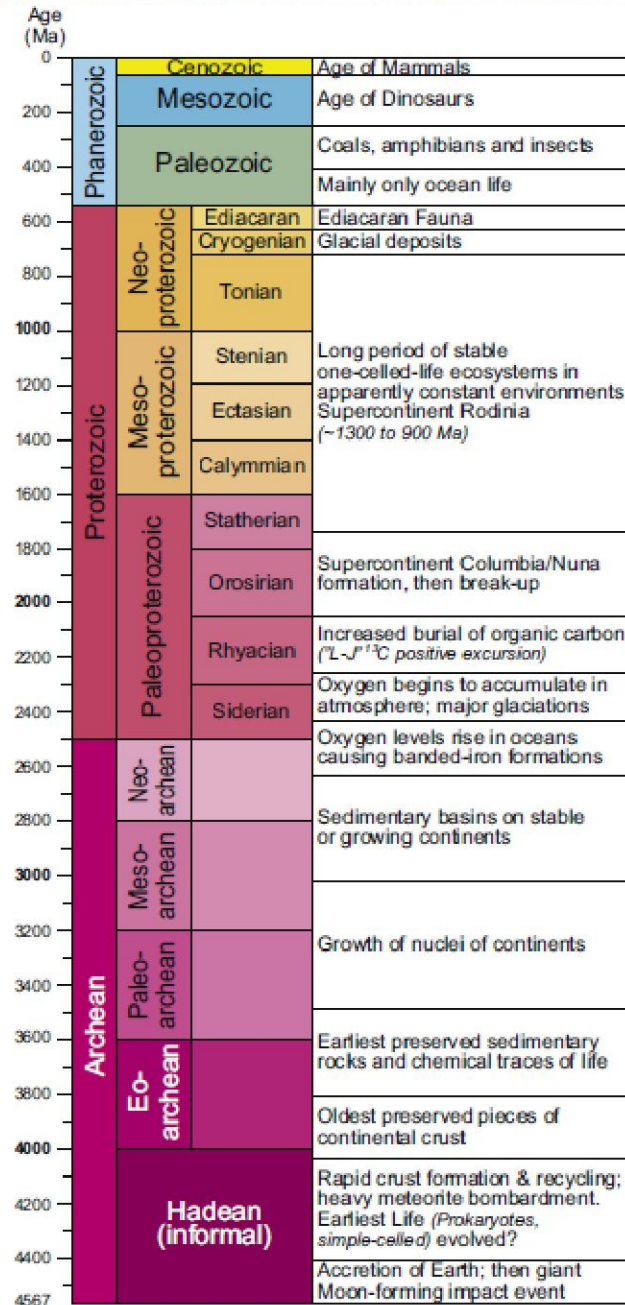 Age
(Ma)
0
200
400
600
800
1000
1200
1400
1600
1800
2000
2200
2400
2600
2800
3000
3200
3400
3600
3800
4000
4200
4400
4567
Phanerozoic
Proterozoic
Archean
Cenozoic
Mesozoic
Paleozoic
Neo-
proterozoic
Meso-
proterozoic
Paleoproterozoic
Neo-
archean
Meso-
archean
Paleo-
archean
Eo-
archean
Hadean
(informal)
Ediacaran
Cryogenian
Tonian
Stenian
Ectasian
Calymmian
Statherian
Orosirian
Rhyacian
Siderian
Age of Mammals
Age of Dinosaurs
Coals, amphibians and insects
Mainly only ocean life
Ediacaran Fauna
Glacial deposits
Long period of stable
one-celled-life ecosystems in
apparently constant environments
Supercontinent Rodinia
(~1300 to 900 Ma)
Supercontinent Columbia/Nuna
formation, then break-up
Increased burial of organic carbon
("L-J" ¹³C positive excursion)
Oxygen begins to accumulate in
atmosphere; major glaciations
Oxygen levels rise in oceans
causing banded-iron formations
Sedimentary basins on stable
or growing continents
Growth of nuclei of continents
Earliest preserved sedimentary
rocks and chemical traces of life
Oldest preserved pieces of
continental crust
Rapid crust formation & recycling;
heavy meteorite bombardment.
Earliest Life (Prokaryotes,
simple-celled) evolved?
Accretion of Earth; then giant
Moon-forming impact event